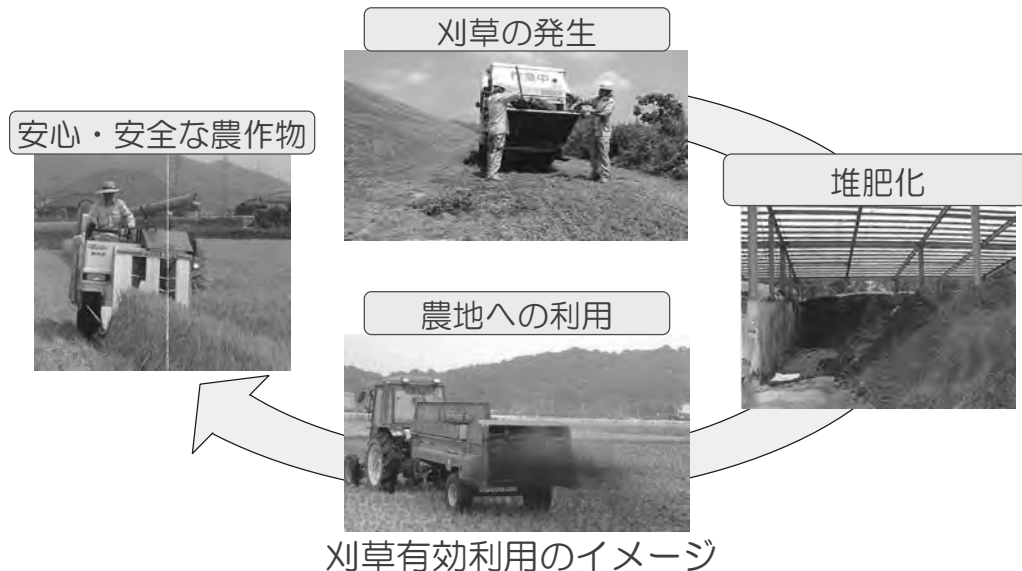 刈草の発生
安心・安全な農作物
堆肥化
農地への利用
刈草有効利用のイメージ